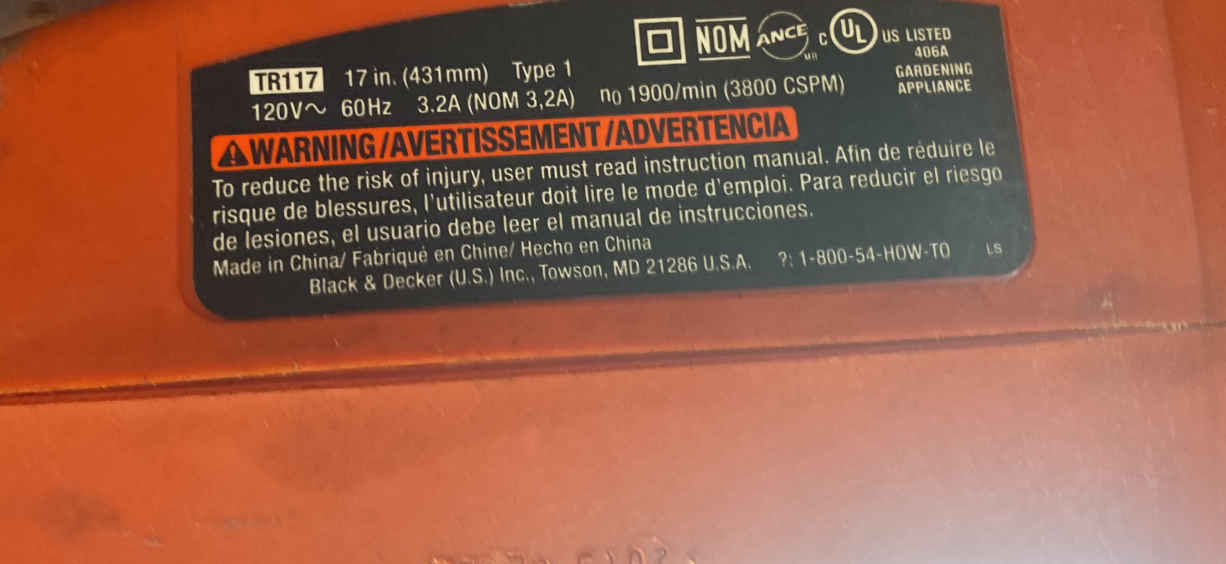 NOM ANCE MR C UL US LISTED
406A
GARDENING
APPLIANCE
TR117 17 in. (431mm) Type 1
120V~ 60Hz 3.2A (NOM 3,2A) n0 1900/min (3800 CSPM)
WARNING/AVERTISSEMENT/ADVERTENCIA
To reduce the risk of injury, user must read instruction manual. Afin de réduire le
risque de blessures, l'utilisateur doit lire le mode d'emploi. Para reducir el riesgo
de lesiones, el usuario debe leer el manual de instrucciones.
Made in China/ Fabriqué en Chine/ Hecho en China
Black & Decker (U.S.) Inc., Towson, MD 21286 U.S.A. ?: 1-800-54-HOW-TO LS